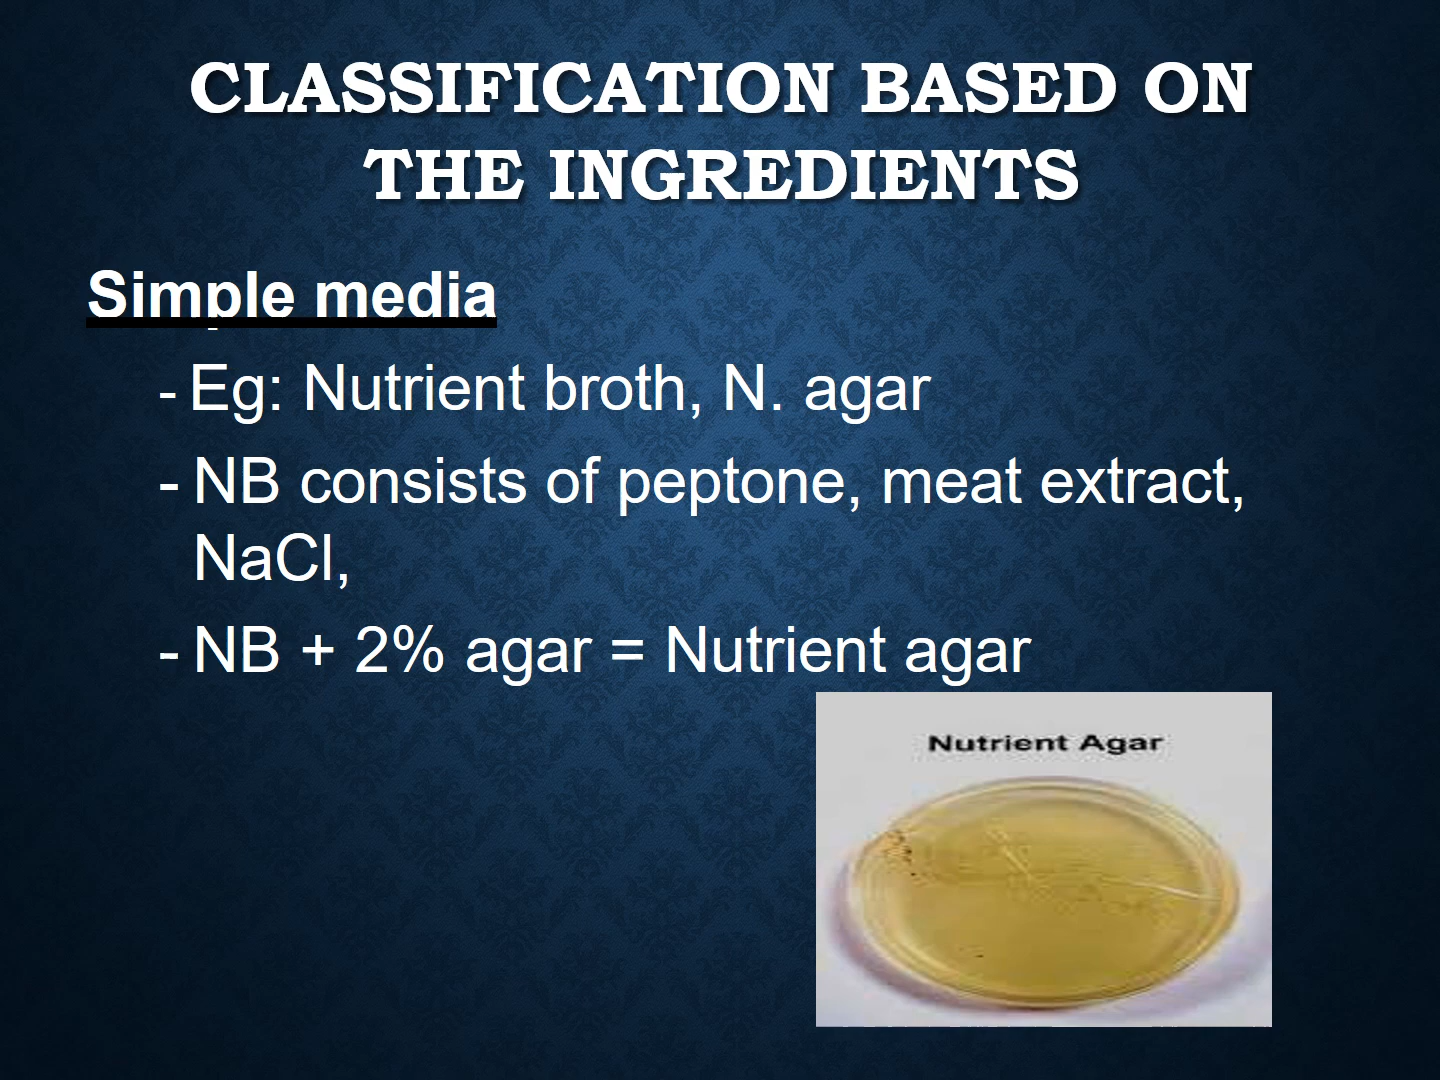 CLASSIFICATION BASED ON
THE INGREDIENTS
Simple media
- Eg: Nutrient broth, N. agar
- NB consists of peptone, meat extract,
NaCl,
- NB + 2% agar = Nutrient agar
Nutrient Agar